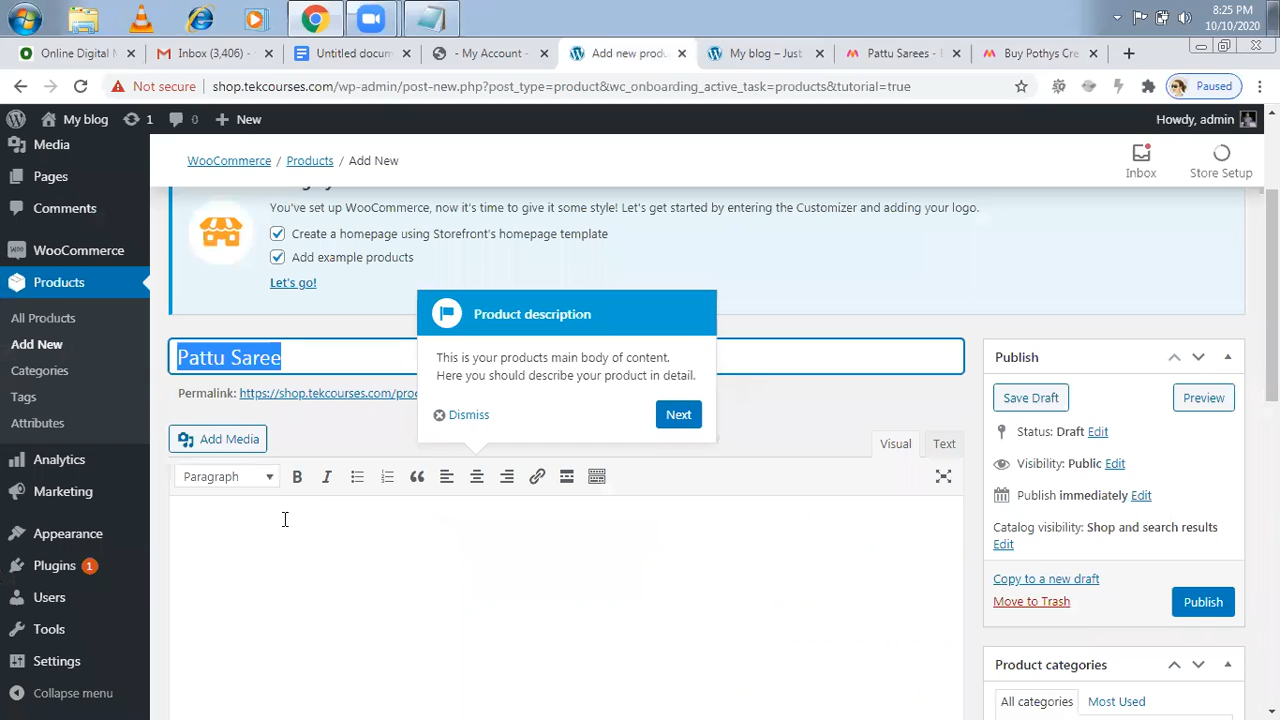 8:25 PM
10/10/2020
Online Digital M
Inbox (3,406) -
Untitled docum
- My Account -
Add new produ
My blog – Just
Pattu Sarees - B
Buy Pothys Cre
Not secure
shop.tekcourses.com/wp-admin/post-new.php?post_type=product&wc_onboarding_active_task=products&tutorial=true
Paused
My blog
1
0
New
Howdy, admin
Media
Pages
Comments
WooCommerce
Products
All Products
Add New
Categories
Tags
Attributes
Analytics
Marketing
Appearance
Plugins 1
Users
Tools
Settings
Collapse menu
WooCommerce / Products / Add New
Inbox
Store Setup
You've set up WooCommerce, now it's time to give it some style! Let's get started by entering the Customizer and adding your logo.
Create a homepage using Storefront's homepage template
Add example products
Let's go!
Product description
This is your products main body of content.
Here you should describe your product in detail.
Dismiss
Next
Pattu Saree
Permalink: https://shop.tekcourses.com/pro
Add Media
Visual
Text
Paragraph
Publish
Save Draft
Preview
Status: Draft Edit
Visibility: Public Edit
Publish immediately Edit
Catalog visibility: Shop and search results
Edit
Copy to a new draft
Move to Trash
Publish
Product categories
All categories
Most Used